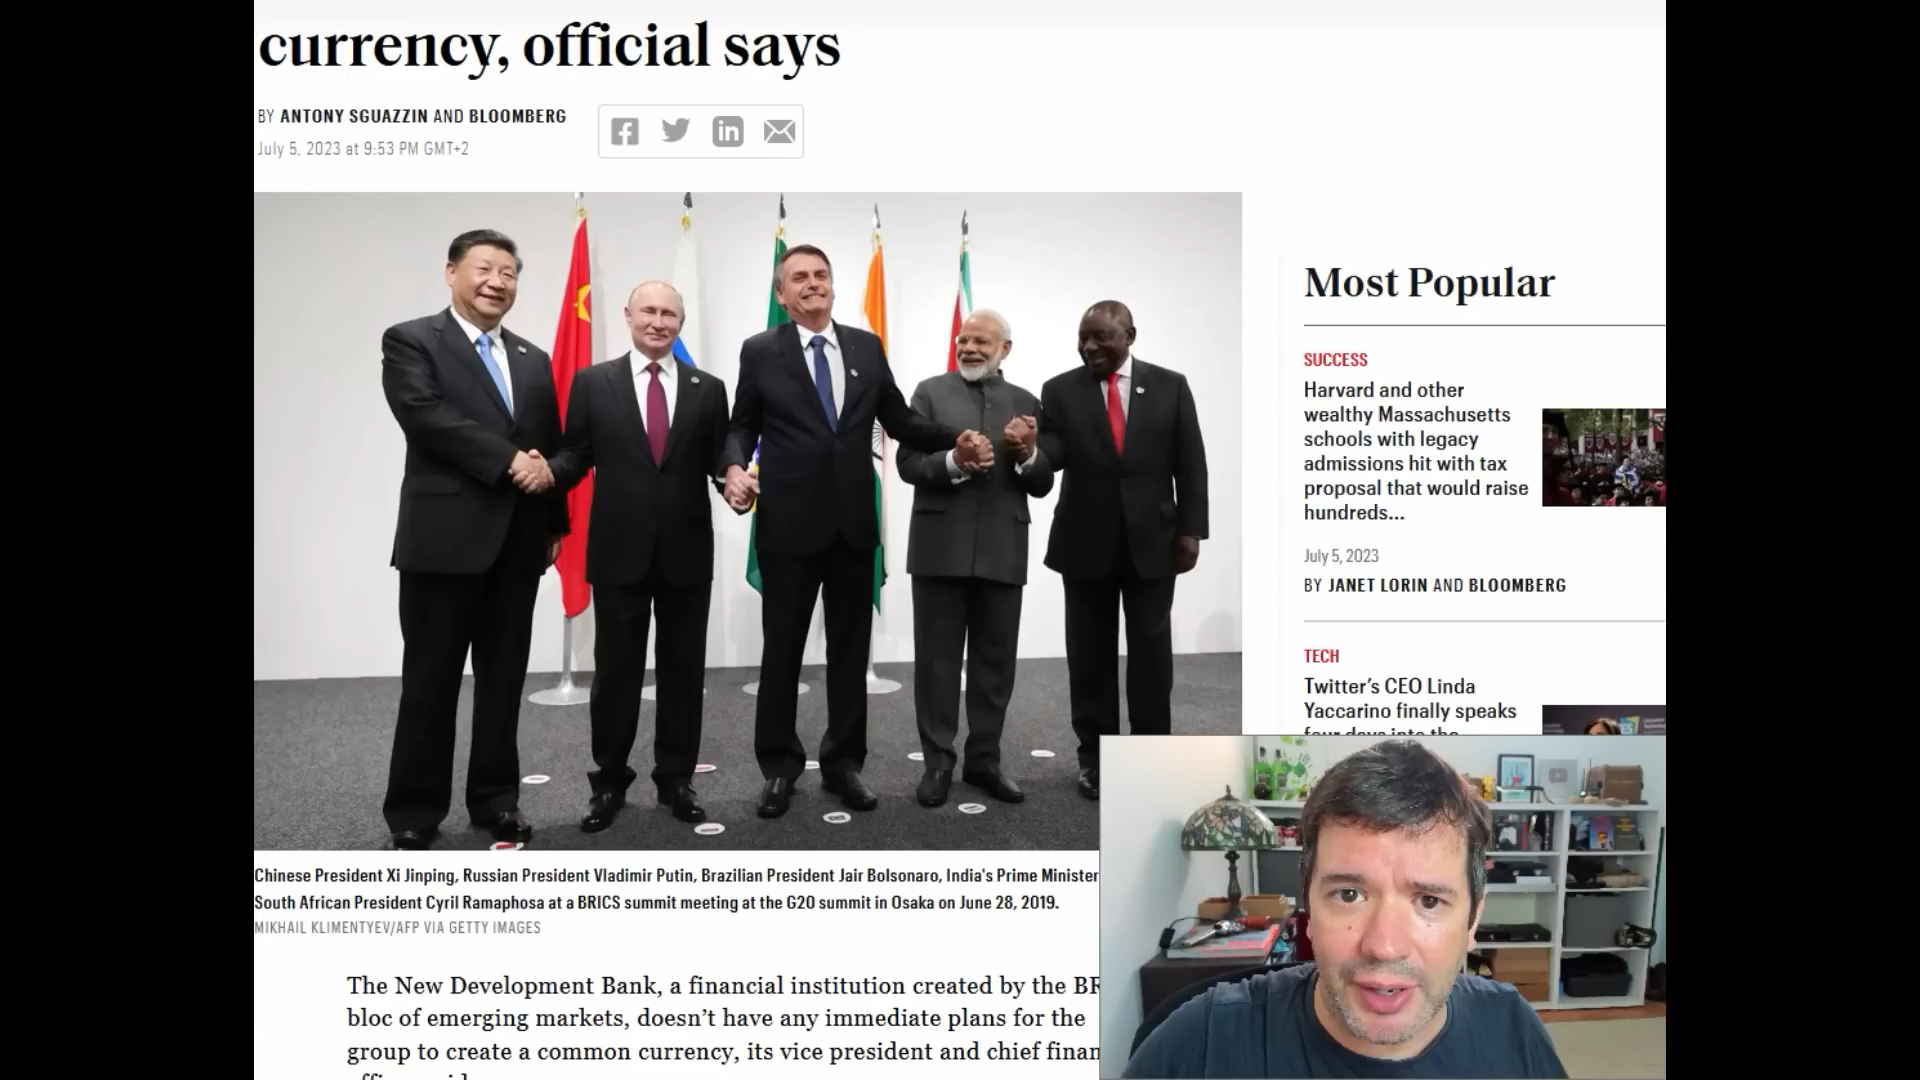 currency, official says
BY ANTONY SGUAZZIN AND BLOOMBERG
July 5, 2023 at 9:53 PM GMT+2
Most Popular
SUCCESS
Harvard and other
wealthy Massachusetts
schools with legacy
admissions hit with tax
proposal that would raise
hundreds...
July 5, 2023
BY JANET LORIN AND BLOOMBERG
TECH
Twitter’s CEO Linda
Yaccarino finally speaks
four days into the
Chinese President Xi Jinping, Russian President Vladimir Putin, Brazilian President Jair Bolsonaro, India's Prime Minister
South African President Cyril Ramaphosa at a BRICS summit meeting at the G20 summit in Osaka on June 28, 2019.
MIKHAIL KLIMENTYEV/AFP VIA GETTY IMAGES
The New Development Bank, a financial institution created by the
bloc of emerging markets, doesn’t have any immediate plans for the
group to create a common currency, its vice president and chief